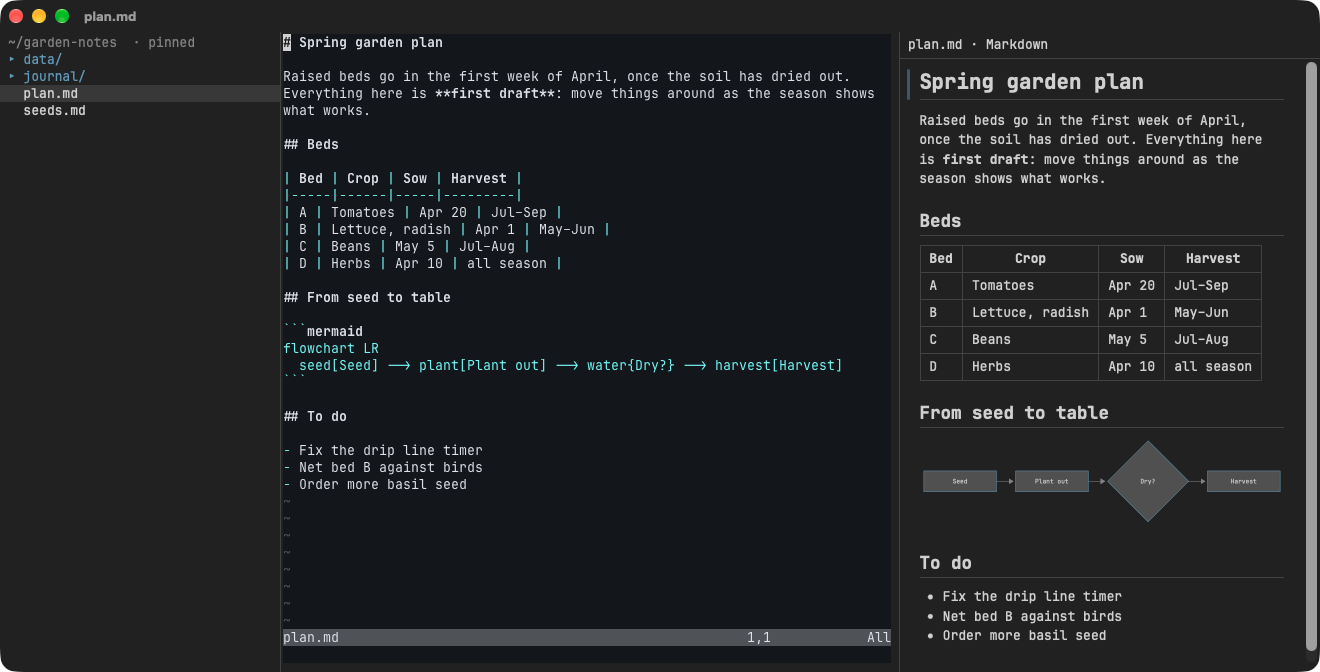 plan.md
~/garden-notes · pinned
▸ data/
▸ journal/
plan.md
seeds.md
# Spring garden plan
Raised beds go in the first week of April, once the soil has dried out.
Everything here is **first draft**: move things around as the season shows
what works.
## Beds
| Bed | Crop | Sow | Harvest |
|-----|------|-----|---------|
| A | Tomatoes | Apr 20 | Jul-Sep |
| B | Lettuce, radish | Apr 1 | May-Jun |
| C | Beans | May 5 | Jul-Aug |
| D | Herbs | Apr 10 | all season |
## From seed to table
```mermaid
flowchart LR
seed[Seed] --> plant[Plant out] --> water{Dry?} --> harvest[Harvest]
```
## To do
- Fix the drip line timer
- Net bed B against birds
- Order more basil seed
~
~
~
~
~
~
~
~
plan.md 1,1 All
plan.md · Markdown
Spring garden plan
Raised beds go in the first week of April,
once the soil has dried out. Everything here
is first draft: move things around as the
season shows what works.
Beds
Bed Crop Sow Harvest
A Tomatoes Apr 20 Jul-Sep
B Lettuce, radish Apr 1 May-Jun
C Beans May 5 Jul-Aug
D Herbs Apr 10 all season
From seed to table
Seed Plant out Dry? Harvest
To do
• Fix the drip line timer
• Net bed B against birds
• Order more basil seed